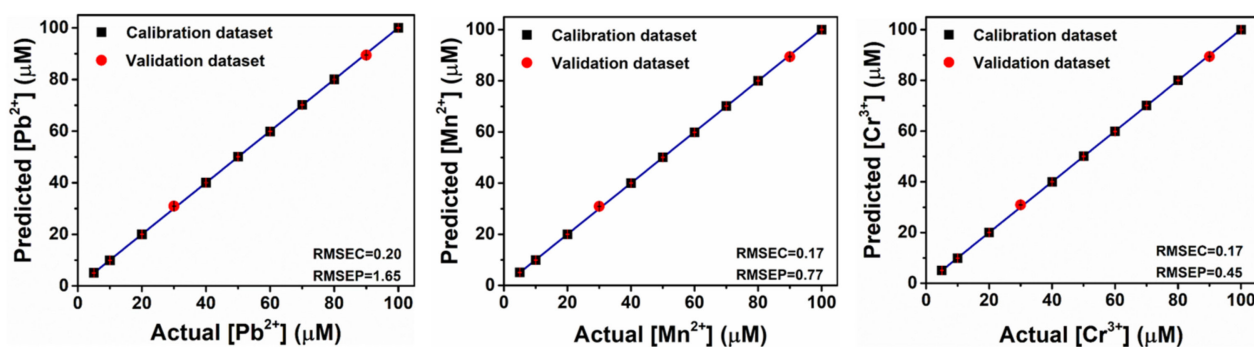 Predicted [Pb²⁺] (μM)
100
80
60
40
20
0
Calibration dataset
Validation dataset
RMSEC=0.20
RMSEP=1.65
0 20 40 60 80 100
Actual [Pb²⁺] (μM)
Predicted [Mn²⁺] (μM)
100
80
60
40
20
0
Calibration dataset
Validation dataset
RMSEC=0.17
RMSEP=0.77
0 20 40 60 80 100
Actual [Mn²⁺] (μM)
Predicted [Cr³⁺] (μM)
100
80
60
40
20
0
Calibration dataset
Validation dataset
RMSEC=0.17
RMSEP=0.45
0 20 40 60 80 100
Actual [Cr³⁺] (μM)